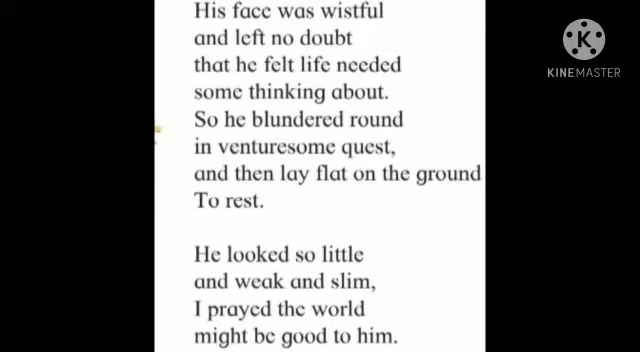 His face was wistful
and left no doubt
that he felt life needed
some thinking about.
So he blundered round
in venturesome quest,
and then lay flat on the ground
To rest.
He looked so little
and weak and slim,
I prayed the world
might be good to him.
K
KINEMASTER